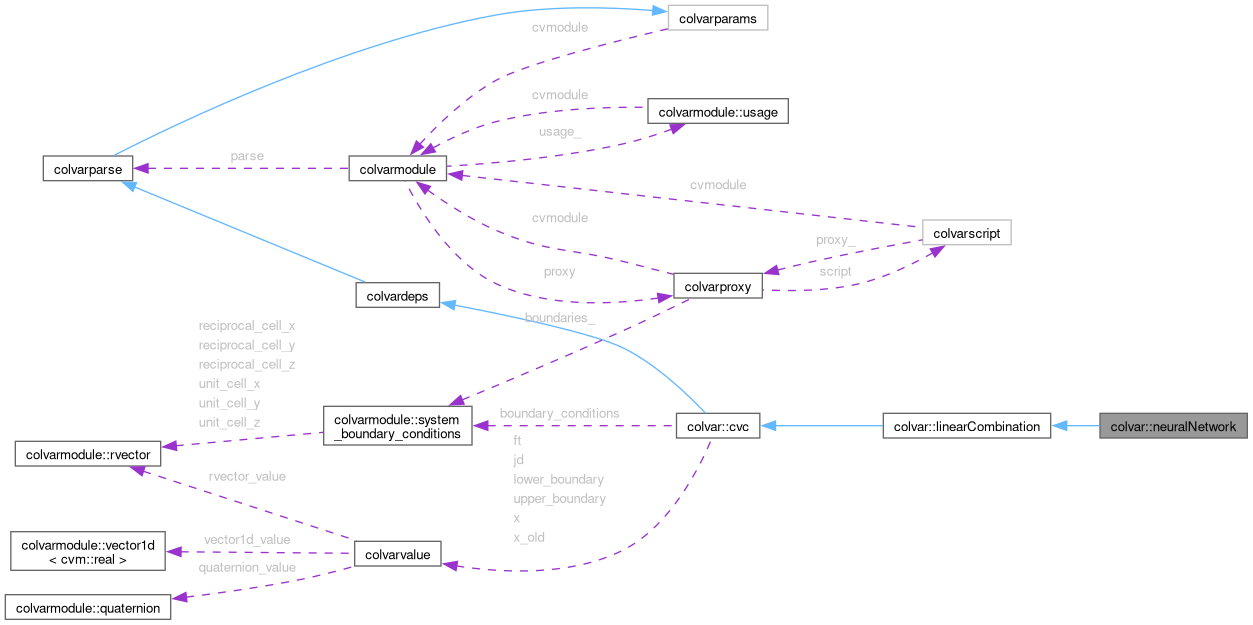 colvarparams
cvmodule
cvmodule
colvarmodule::usage
usage_
parse
colvarparse
colvarmodule
cvmodule
cvmodule
colvarscript
proxy_
proxy
script
colvarproxy
colvardeps
boundaries_
reciprocal_cell_x
reciprocal_cell_y
reciprocal_cell_z
unit_cell_x
unit_cell_y
unit_cell_z
colvarmodule::system
_boundary_conditions
boundary_conditions
colvar::cvc
colvar::linearCombination
colvar::neuralNetwork
ft
jd
lower_boundary
upper_boundary
x
x_old
colvarmodule::rvector
rvector_value
colvarmodule::vector1d
< cvm::real >
vector1d_value
colvarvalue
quaternion_value
colvarmodule::quaternion